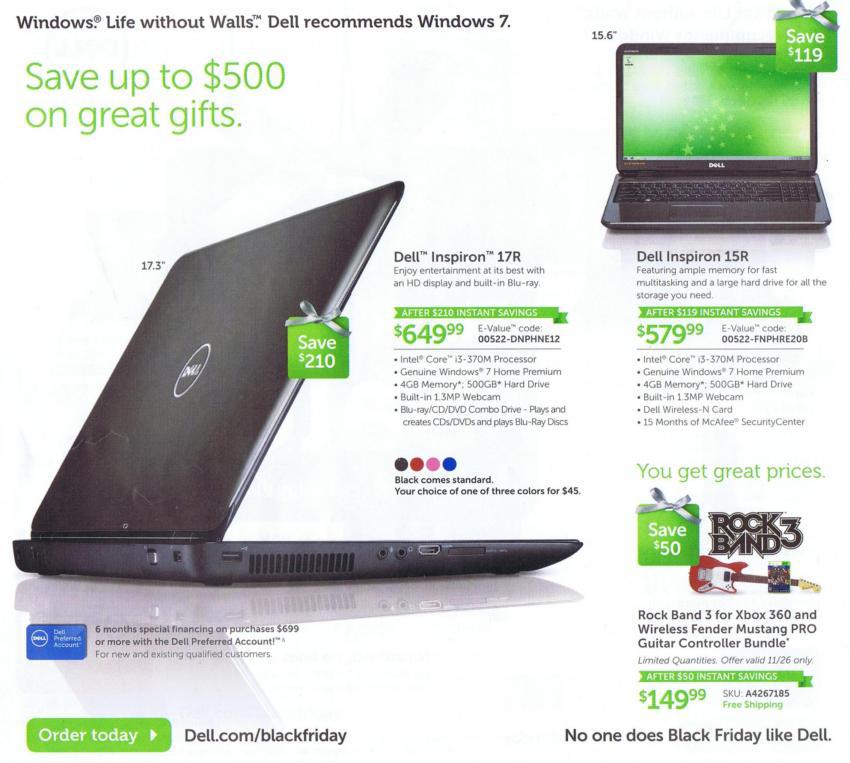 Windows®. Life without Walls™. Dell recommends Windows 7.
Save up to $500
on great gifts.
15.6"
Save
$119
DELL
17.3"
DELL
Save
$210
Dell™ Inspiron™ 17R
Enjoy entertainment at its best with
an HD display and built-in Blu-ray.
AFTER $210 INSTANT SAVINGS
$649⁹⁹ E-Value™ code:
00522-DNPHNE12
• Intel® Core™ i3-370M Processor
• Genuine Windows® 7 Home Premium
• 4GB Memory*; 500GB* Hard Drive
• Built-in 1.3MP Webcam
• Blu-ray/CD/DVD Combo Drive - Plays and
creates CDs/DVDs and plays Blu-Ray Discs
Black comes standard.
Your choice of one of three colors for $45.
Dell Inspiron 15R
Featuring ample memory for fast
multitasking and a large hard drive for all the
storage you need.
AFTER $119 INSTANT SAVINGS
$579⁹⁹ E-Value™ code:
00522-FNPHRE20B
• Intel® Core™ i3-370M Processor
• Genuine Windows® 7 Home Premium
• 4GB Memory*; 500GB* Hard Drive
• Built-in 1.3MP Webcam
• Dell Wireless-N Card
• 15 Months of McAfee® SecurityCenter
You get great prices.
Save
$50
ROCK
BAND 3
Rock Band 3 for Xbox 360 and
Wireless Fender Mustang PRO
Guitar Controller Bundle*
Limited Quantities. Offer valid 11/26 only.
AFTER $50 INSTANT SAVINGS
$149⁹⁹ SKU: A4267185
Free Shipping
DELL
Dell
Preferred
Account™
6 months special financing on purchases $699
or more with the Dell Preferred Account!™^
For new and existing qualified customers.
Order today
Dell.com/blackfriday
No one does Black Friday like Dell.